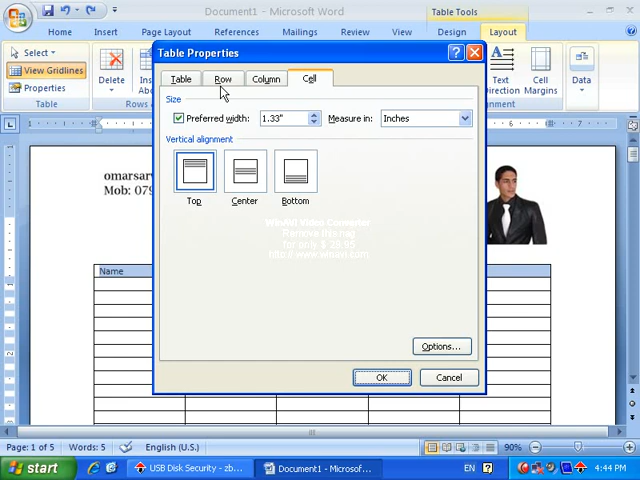 Document1 - Microsoft Word
Table Tools
Home Insert References Mailings Review View Design Layout
Select
View Gridlines
Properties
Table
Delete
Text Direction
Cell Margins
Data
Table Properties
Table Row Column Cell
Size
Preferred width: 1.33" Measure in: Inches
Vertical alignment
Top Center Bottom
WinAVI Video Converter
Remove this nag
for only $ 29.95
http:// www.winavi.com
Options...
OK Cancel
Mob: 079
Name
Page: 1 of 5 Words: 5 English (U.S.) 90%
start USB Disk Security - zb... Document1 - Microsof... EN 4:44 PM